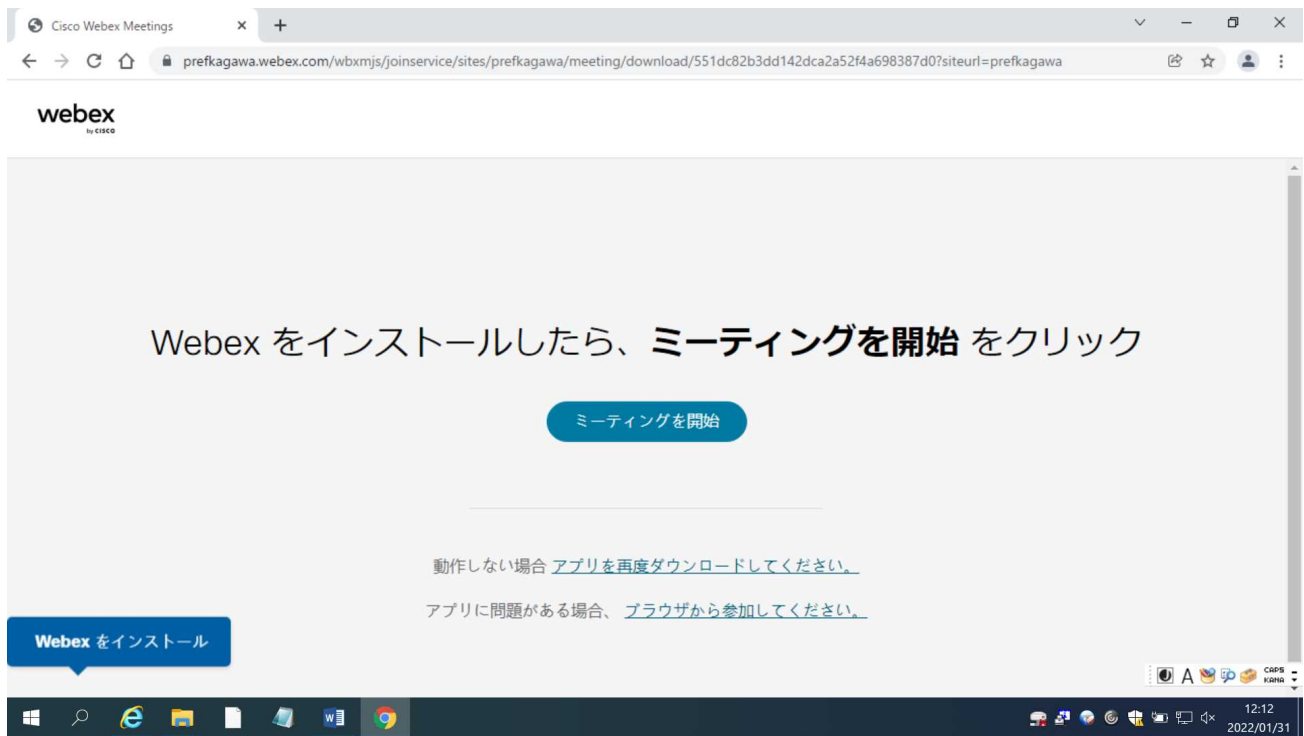 Cisco Webex Meetings
prefkagawa.webex.com/wbxmjs/joinservice/sites/prefkagawa/meeting/download/551dc82b3dd142dca2a52f4a698387d0?siteurl=prefkagawa
webex
by CISCO
Webex をインストールしたら、ミーティングを開始 をクリック
ミーティングを開始
動作しない場合 アプリを再度ダウンロードしてください。
アプリに問題がある場合、 ブラウザから参加してください。
Webex をインストール
A CAPS
KANA
12:12
2022/01/31